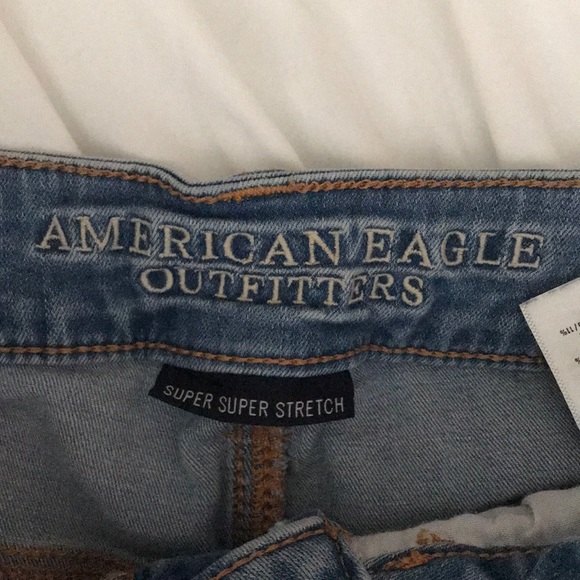 AMERICAN EAGLE
OUTFITTERS
SUPER SUPER STRETCH